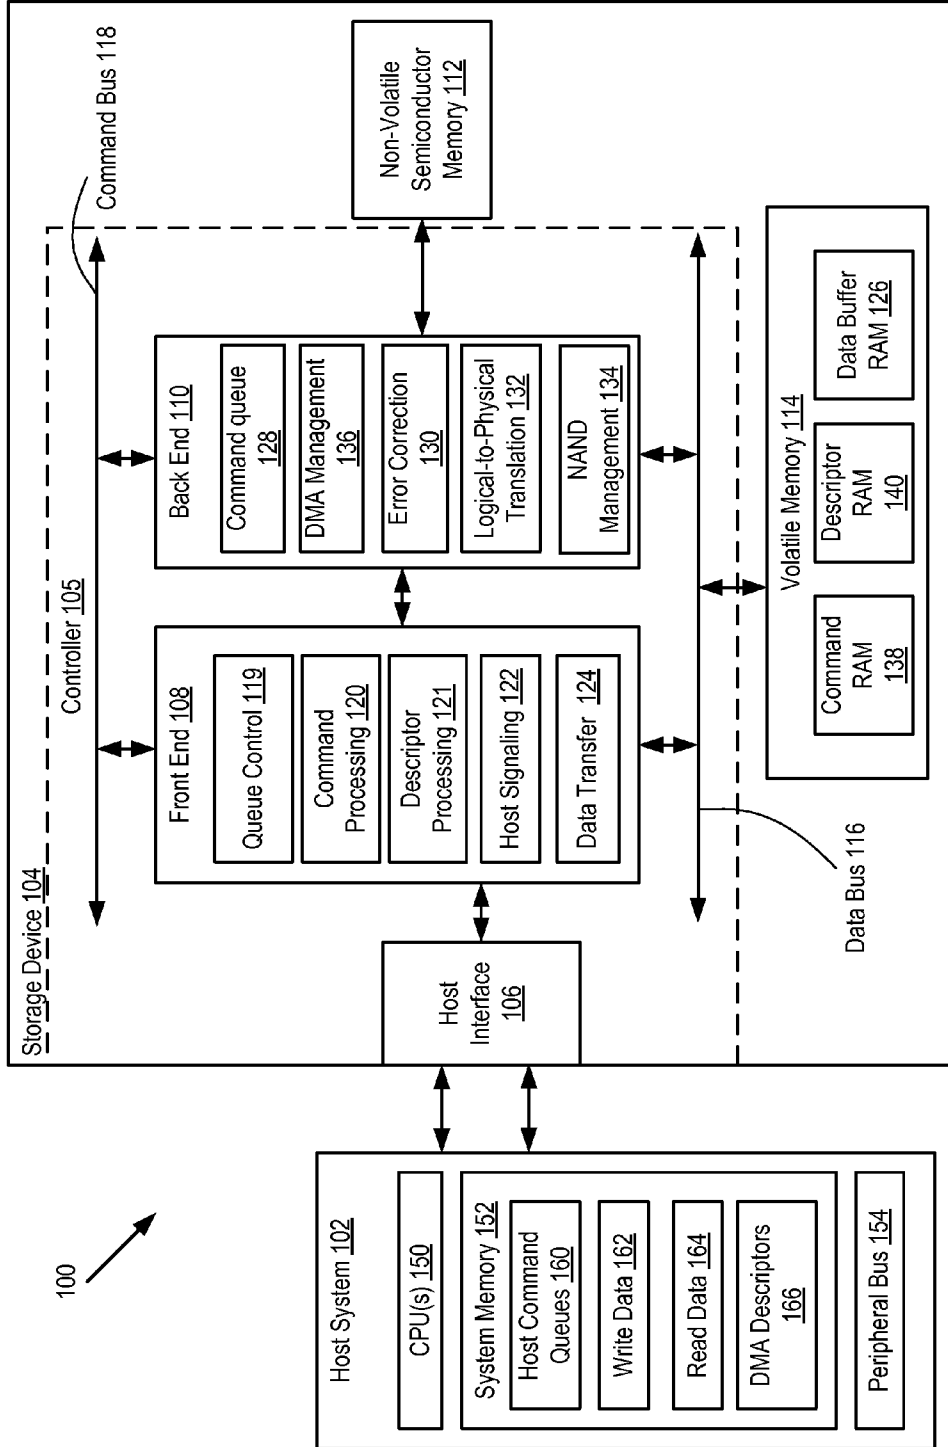 100
Host System 102
CPU(s) 150
System Memory 152
Host Command
Queues 160
Write Data 162
Read Data 164
DMA Descriptors
166
Peripheral Bus 154
Storage Device 104
Controller 105
Command Bus 118
Host
Interface
106
Front End 108
Queue Control 119
Command
Processing 120
Descriptor
Processing 121
Host Signaling 122
Data Transfer 124
Back End 110
Command queue
128
DMA Management
136
Error Correction
130
Logical-to-Physical
Translation 132
NAND
Management 134
Non-Volatile
Semiconductor
Memory 112
Data Bus 116
Volatile Memory 114
Command
RAM
138
Descriptor
RAM
140
Data Buffer
RAM 126